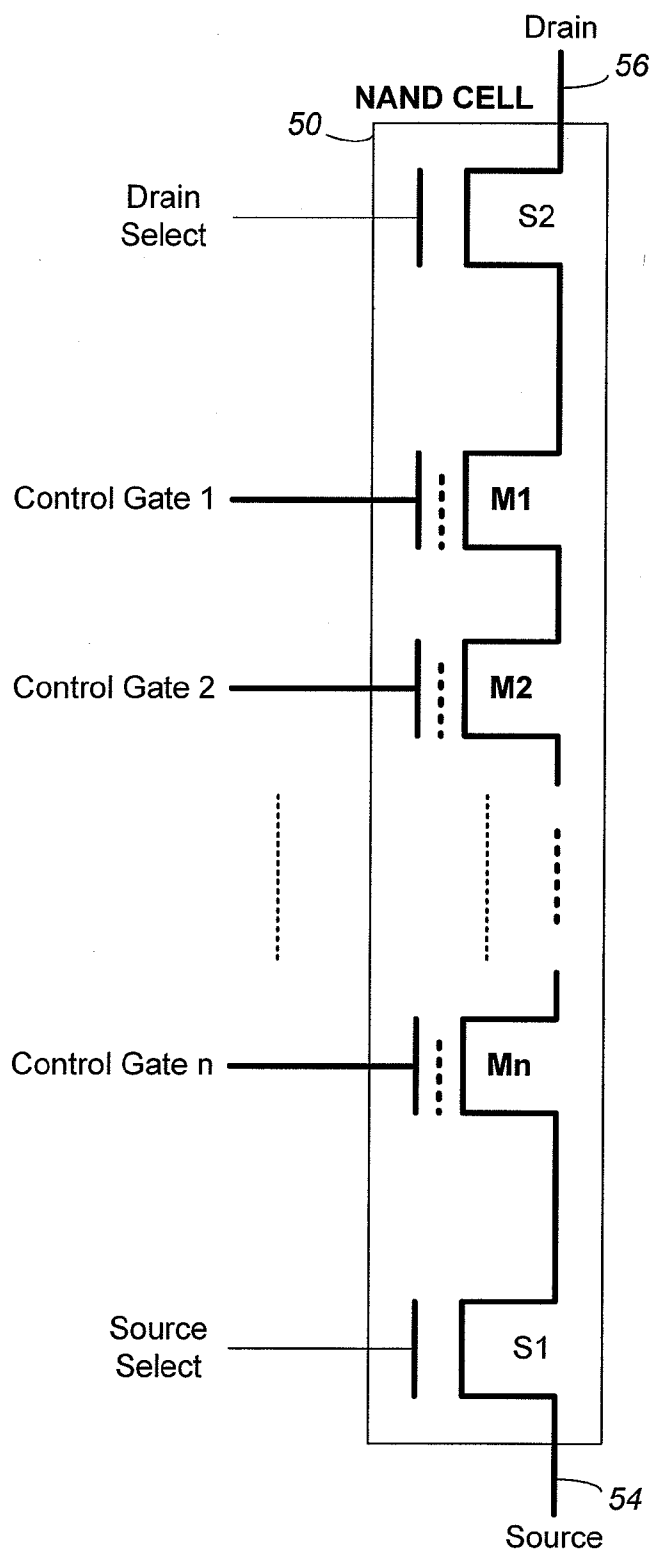 Drain
56
NAND CELL
50
Drain
Select
S2
Control Gate 1
M1
Control Gate 2
M2
Control Gate n
Mn
Source
Select
S1
54
Source